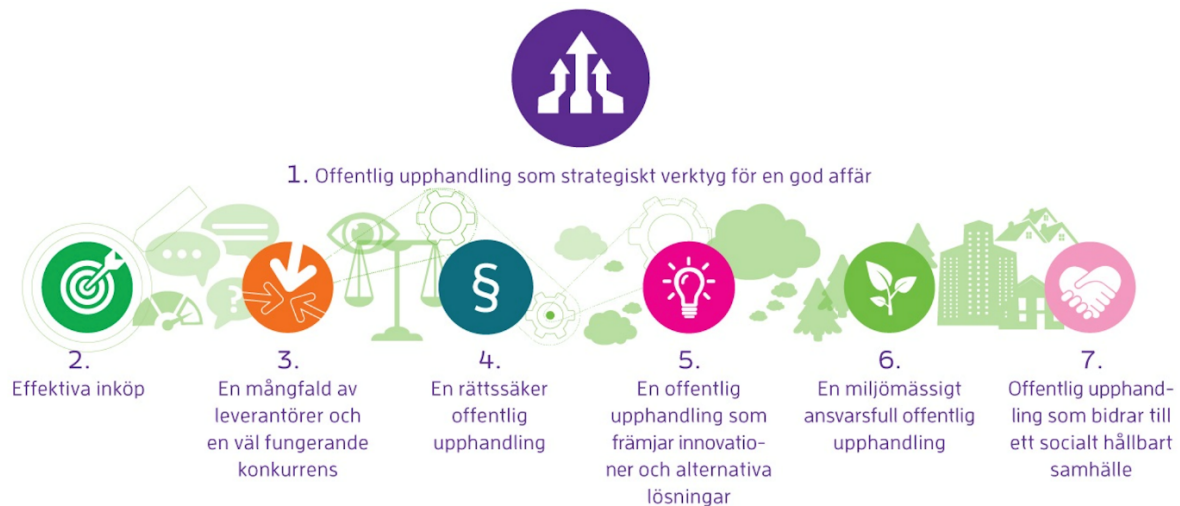 1. Offentlig upphandling som strategiskt verktyg för en god affär
?
§
2.
Effektiva inköp
3.
En mångfald av
leverantörer och
en väl fungerande
konkurrens
4.
En rättssäker
offentlig
upphandling
5.
En offentlig
upphandling som
främjar innovatio-
ner och alternativa
lösningar
6.
En miljömässigt
ansvarsfull offentlig
upphandling
7.
Offentlig upphand-
ling som bidrar till
ett socialt hållbart
samhälle